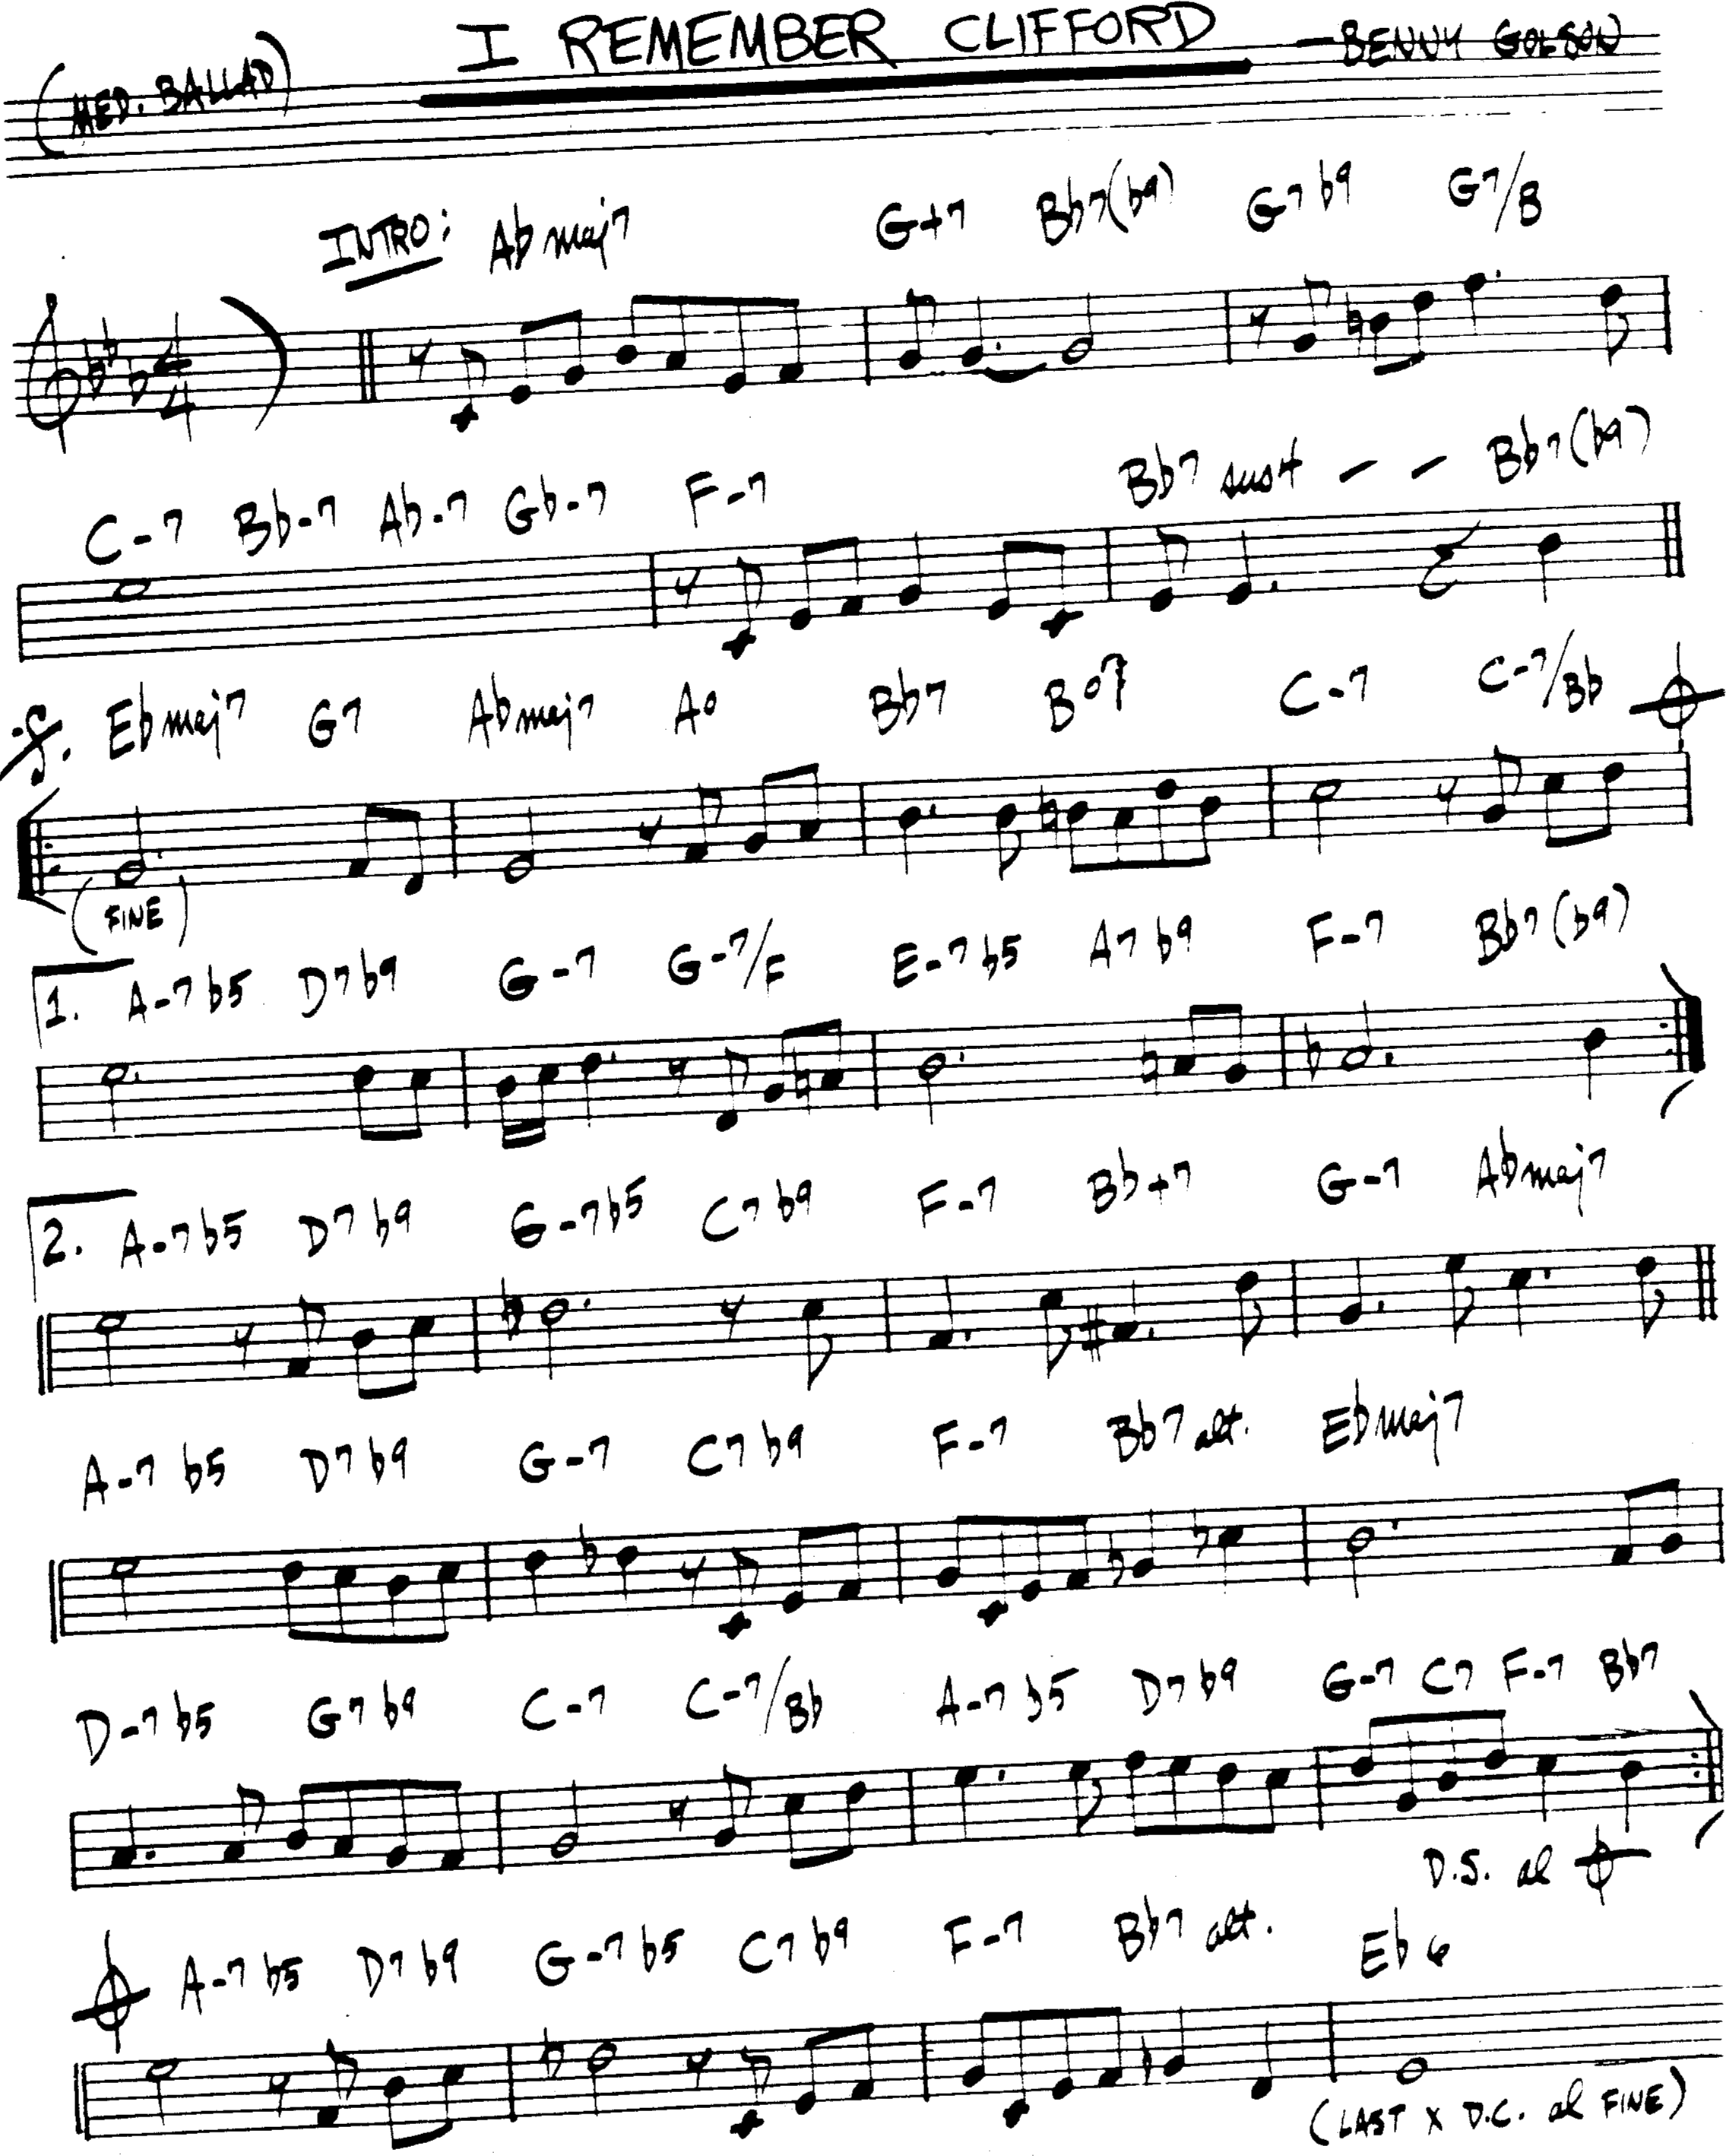 I REMEMBER CLIFFORD
(MED. BALLAD)
—BENNY GOLSON
INTRO: Ab maj7 G+7 Bb7(b9) G7 b9 G7/B
4/4
C-7 Bb-7 Ab-7 Gb-7 F-7 Bb7 sus4 — — Bb7(b9)
Eb maj7 G7 Ab maj7 A° Bb7 B°7 C-7 C-7/Bb
(FINE)
1. A-7 b5 D7 b9 G-7 G-7/F E-7 b5 A7 b9 F-7 Bb7(b9)
2. A-7 b5 D7 b9 G-7b5 C7 b9 F-7 Bb+7 G-7 Ab maj7
A-7 b5 D7 b9 G-7 C7 b9 F-7 Bb7 alt. Eb maj7
D-7 b5 G7 b9 C-7 C-7/Bb A-7 b5 D7 b9 G-7 C7 F-7 Bb7
D.S. al
A-7 b5 D7 b9 G-7 b5 C7 b9 F-7 Bb7 alt. Eb6
(LAST X D.C. al FINE)